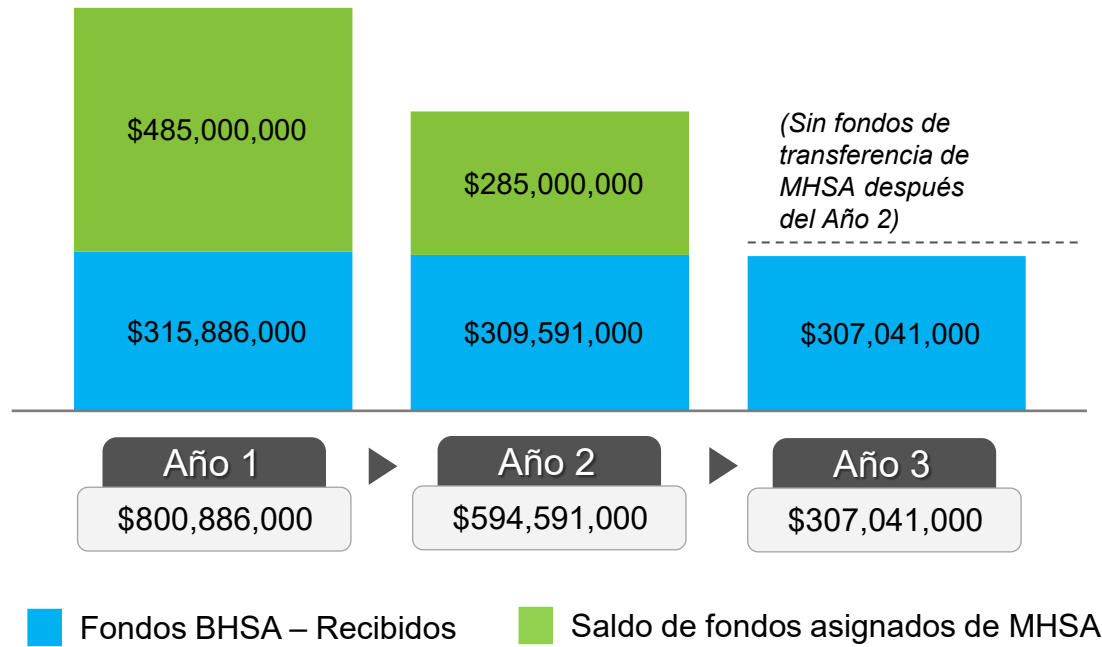 $485,000,000
$315,886,000
$285,000,000
$309,591,000
(Sin fondos de
transferencia de
MHSA después
del Año 2)
$307,041,000
Año 1
$800,886,000
Año 2
$594,591,000
Año 3
$307,041,000
Fondos BHSA – Recibidos
Saldo de fondos asignados de MHSA